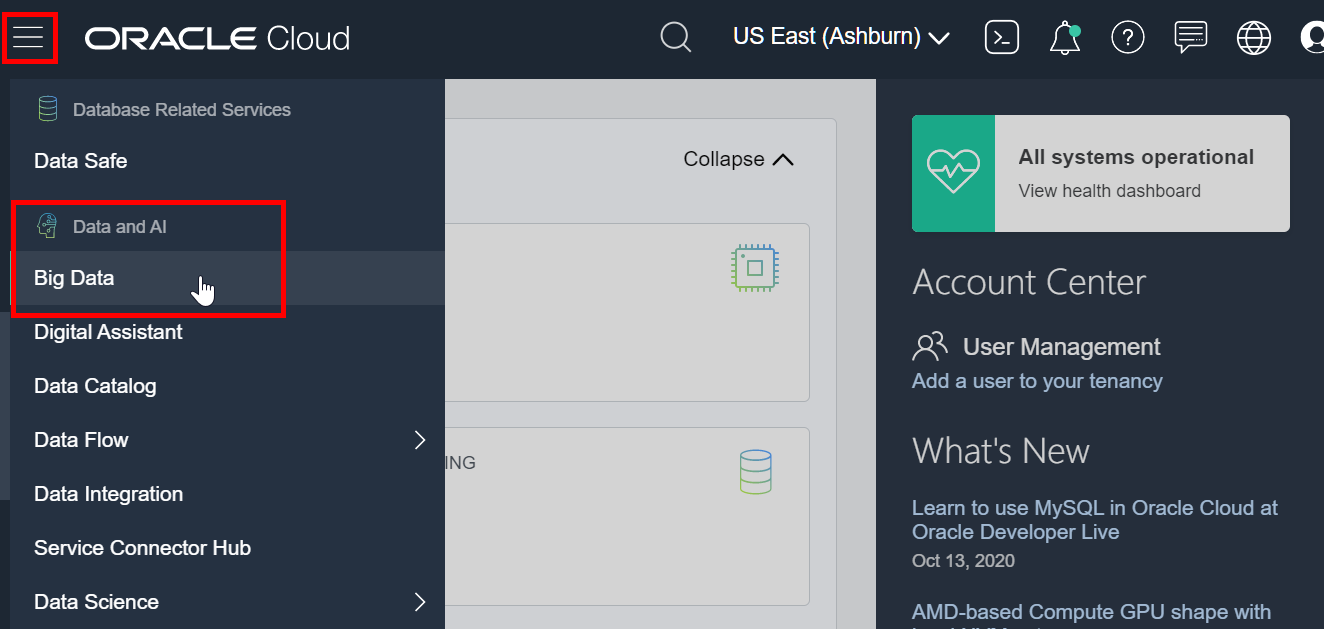 ORACLE Cloud
US East (Ashburn)
Database Related Services
Data Safe
Data and AI
Big Data
Digital Assistant
Data Catalog
Data Flow
Data Integration
Service Connector Hub
Data Science
Collapse
ING
All systems operational
View health dashboard
Account Center
User Management
Add a user to your tenancy
What's New
Learn to use MySQL in Oracle Cloud at
Oracle Developer Live
Oct 13, 2020
AMD-based Compute GPU shape with